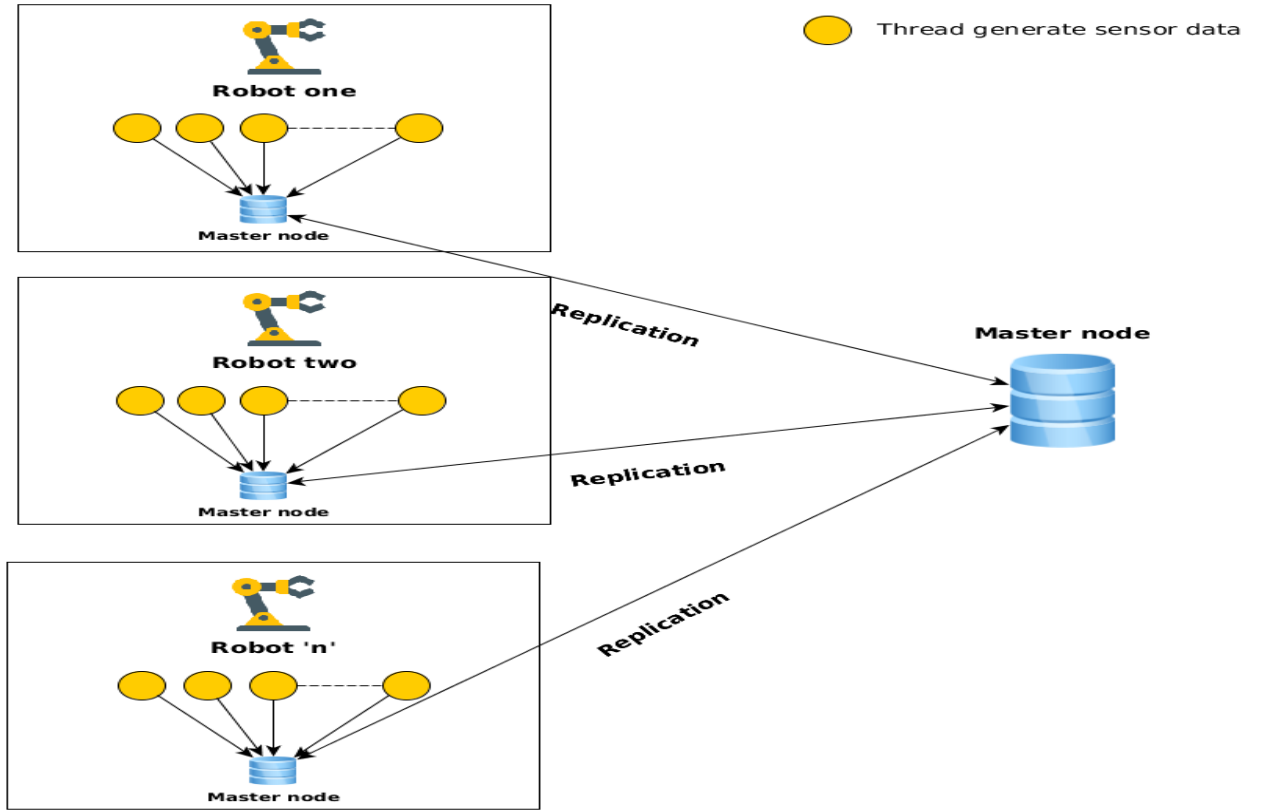 Thread generate sensor data
Robot one
Master node
Replication
Robot two
Master node
Master node
Replication
Robot 'n'
Master node
Replication